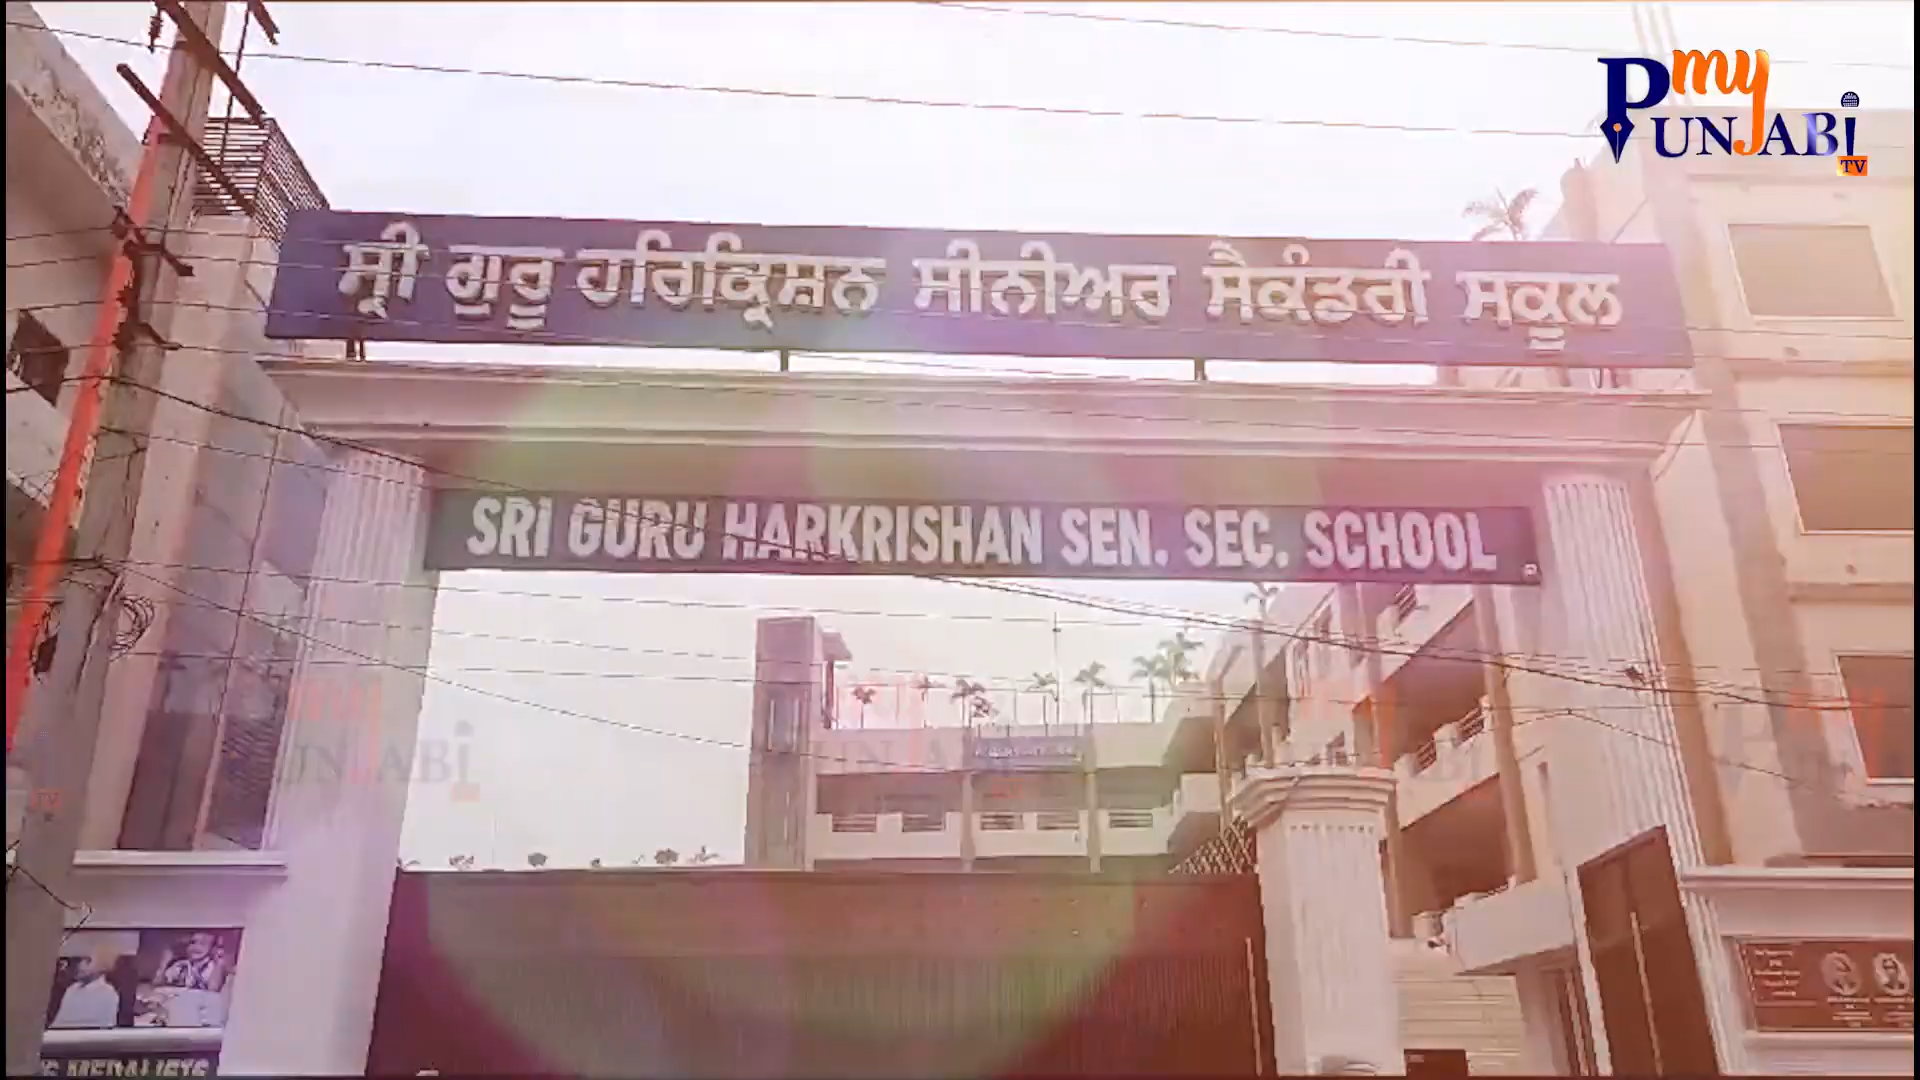 my
PUNJABI
TV
ਸ੍ਰੀ ਗੁਰੂ ਹਰਿਕ੍ਰਿਸ਼ਨ ਸੀਨੀਅਰ ਸੈਕੰਡਰੀ ਸਕੂਲ
SRI GURU HARKRISHAN SEN. SEC. SCHOOL